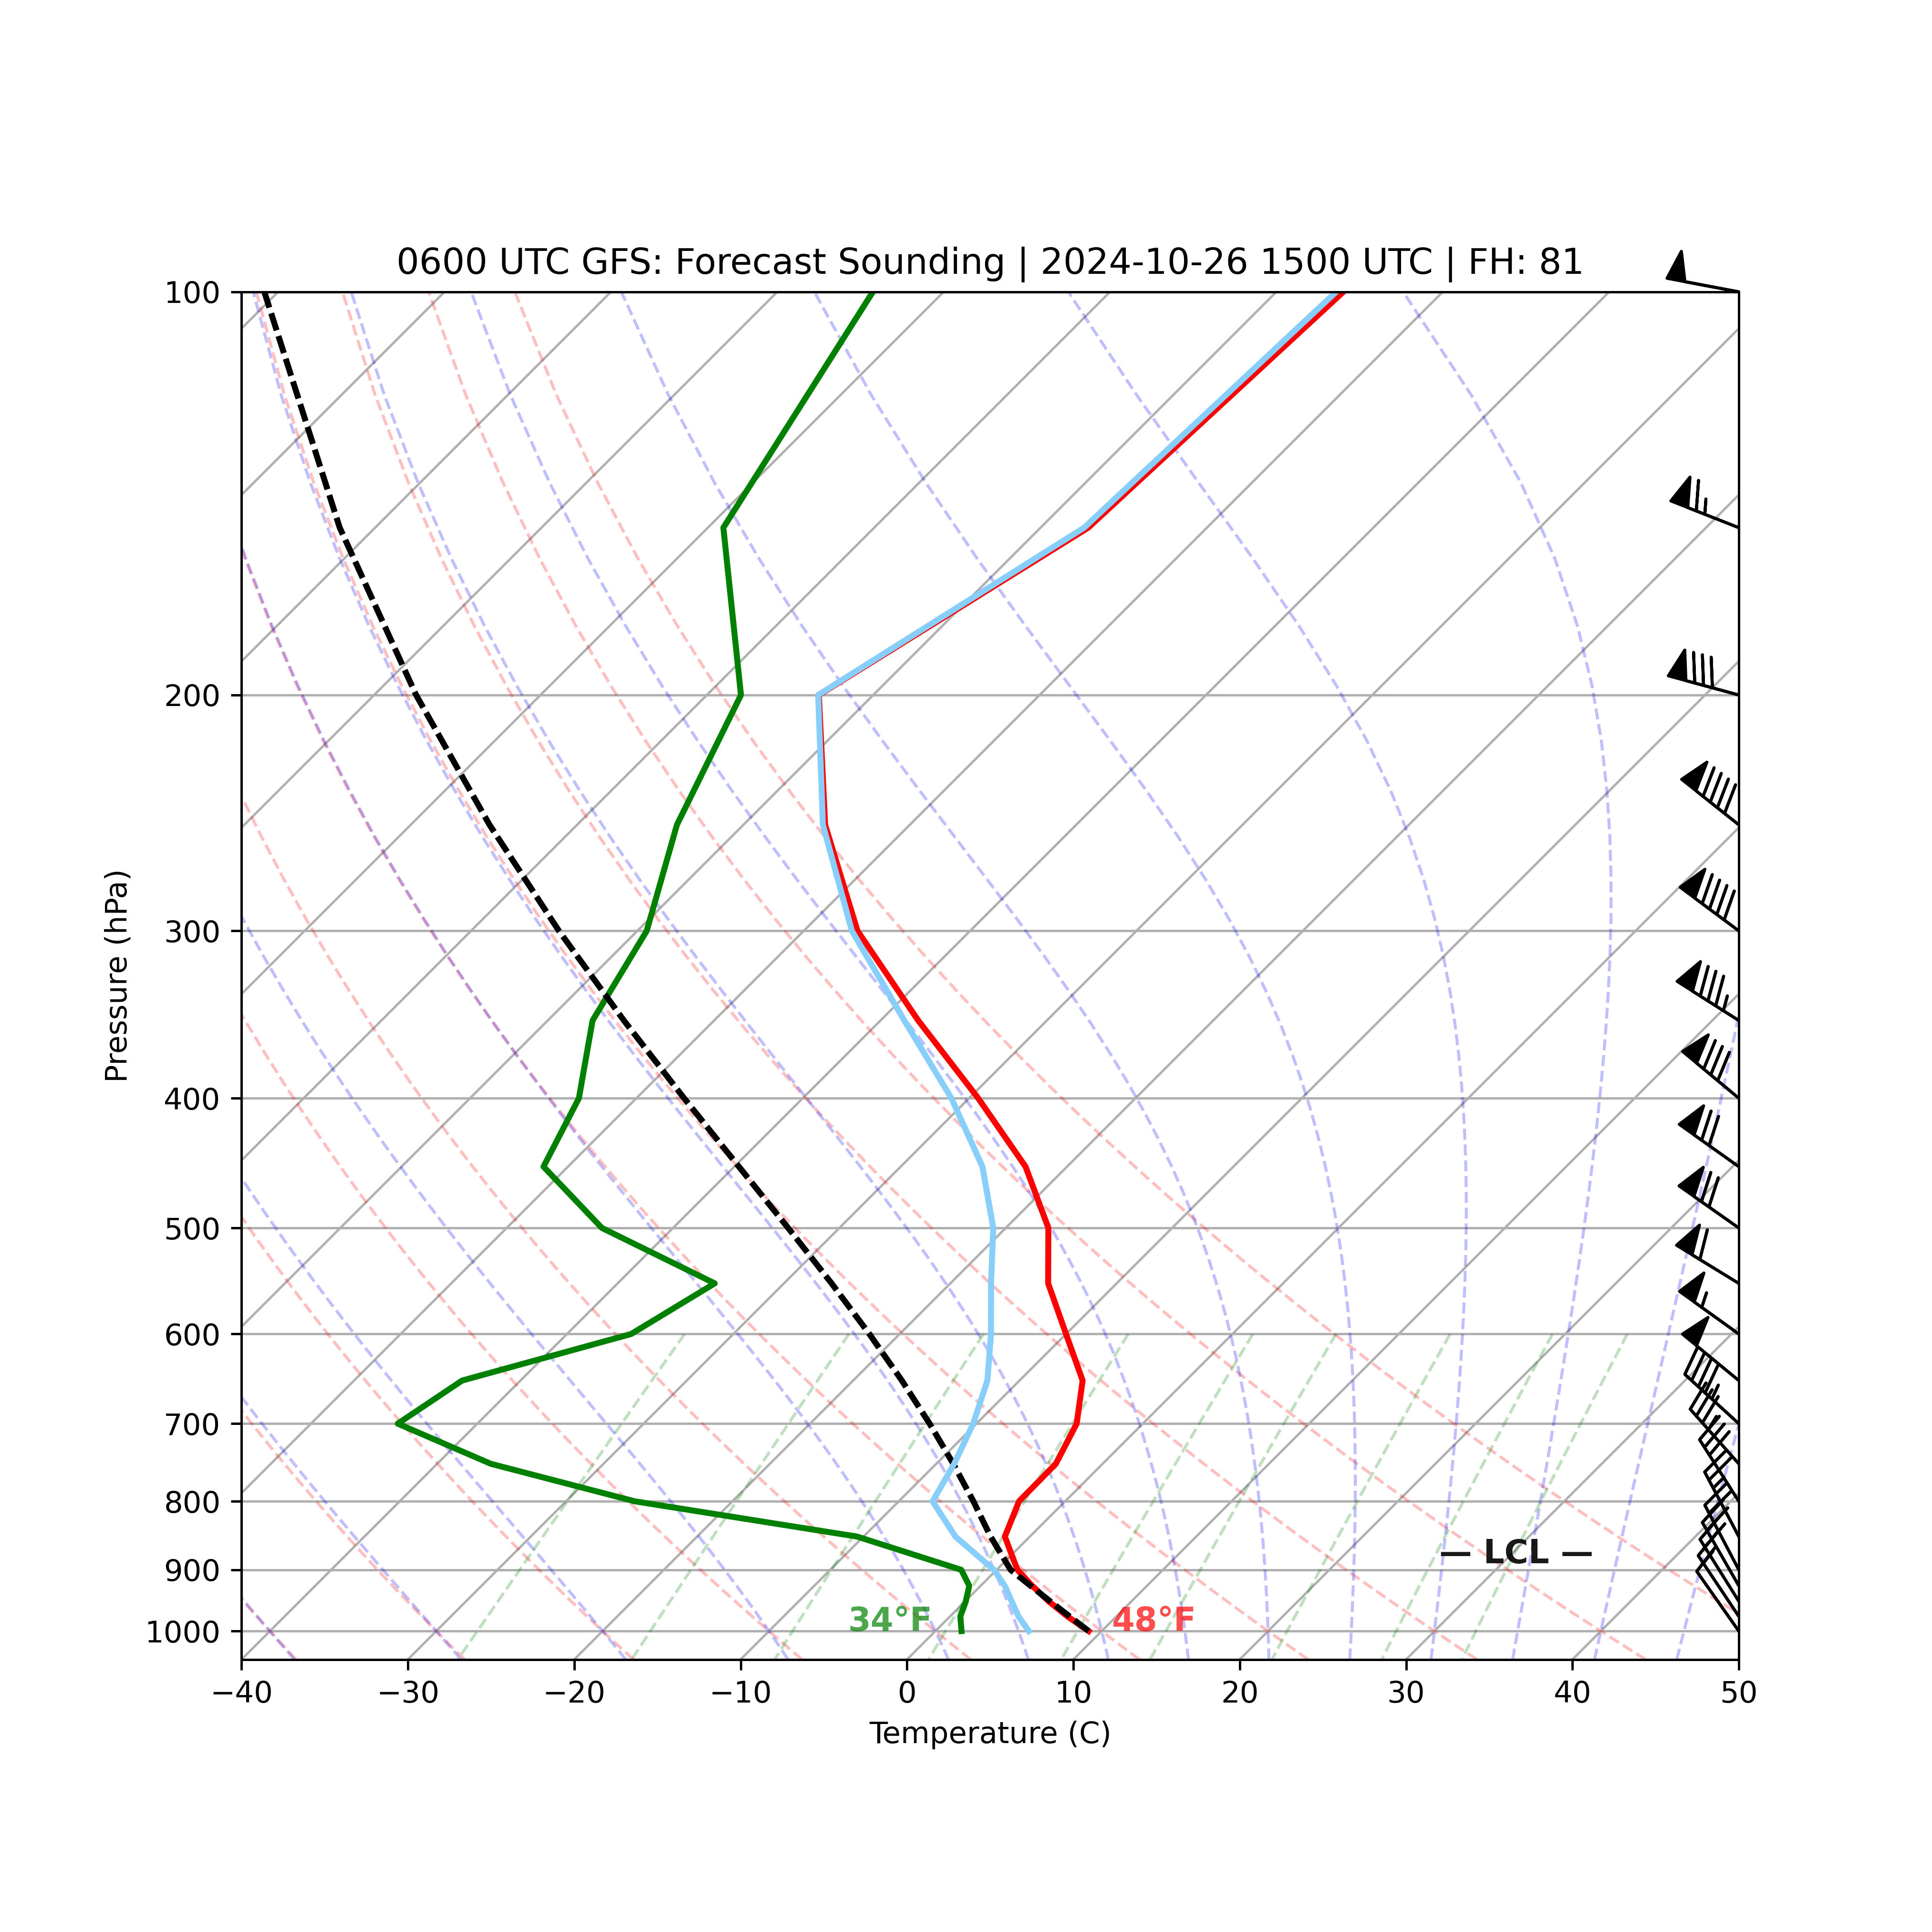 0600 UTC GFS: Forecast Sounding | 2024-10-26 1500 UTC | FH: 81
100
200
300
400
500
600
700
800
900
1000
Pressure (hPa)
— LCL —
34°F
48°F
−40 −30 −20 −10 0 10 20 30 40 50
Temperature (C)